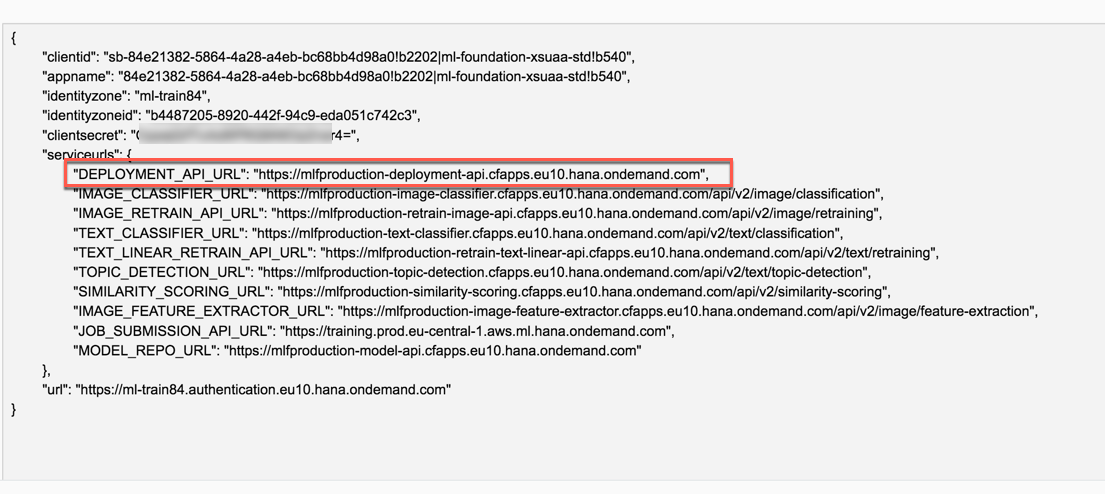 {
"clientid": "sb-84e21382-5864-4a28-a4eb-bc68bb4d98a0!b2202|ml-foundation-xsuaa-std!b540",
"appname": "84e21382-5864-4a28-a4eb-bc68bb4d98a0!b2202|ml-foundation-xsuaa-std!b540",
"identityzone": "ml-train84",
"identityzoneid": "b4487205-8920-442f-94c9-eda051c742c3",
"clientsecret": " r4=",
"serviceurls": {
"DEPLOYMENT_API_URL": "https://mlfproduction-deployment-api.cfapps.eu10.hana.ondemand.com",
"IMAGE_CLASSIFIER_URL": "https://mlfproduction-image-classifier.cfapps.eu10.hana.ondemand.com/api/v2/image/classification",
"IMAGE_RETRAIN_API_URL": "https://mlfproduction-retrain-image-api.cfapps.eu10.hana.ondemand.com/api/v2/image/retraining",
"TEXT_CLASSIFIER_URL": "https://mlfproduction-text-classifier.cfapps.eu10.hana.ondemand.com/api/v2/text/classification",
"TEXT_LINEAR_RETRAIN_API_URL": "https://mlfproduction-retrain-text-linear-api.cfapps.eu10.hana.ondemand.com/api/v2/text/retraining",
"TOPIC_DETECTION_URL": "https://mlfproduction-topic-detection.cfapps.eu10.hana.ondemand.com/api/v2/text/topic-detection",
"SIMILARITY_SCORING_URL": "https://mlfproduction-similarity-scoring.cfapps.eu10.hana.ondemand.com/api/v2/similarity-scoring",
"IMAGE_FEATURE_EXTRACTOR_URL": "https://mlfproduction-image-feature-extractor.cfapps.eu10.hana.ondemand.com/api/v2/image/feature-extraction",
"JOB_SUBMISSION_API_URL": "https://training.prod.eu-central-1.aws.ml.hana.ondemand.com",
"MODEL_REPO_URL": "https://mlfproduction-model-api.cfapps.eu10.hana.ondemand.com"
},
"url": "https://ml-train84.authentication.eu10.hana.ondemand.com"
}